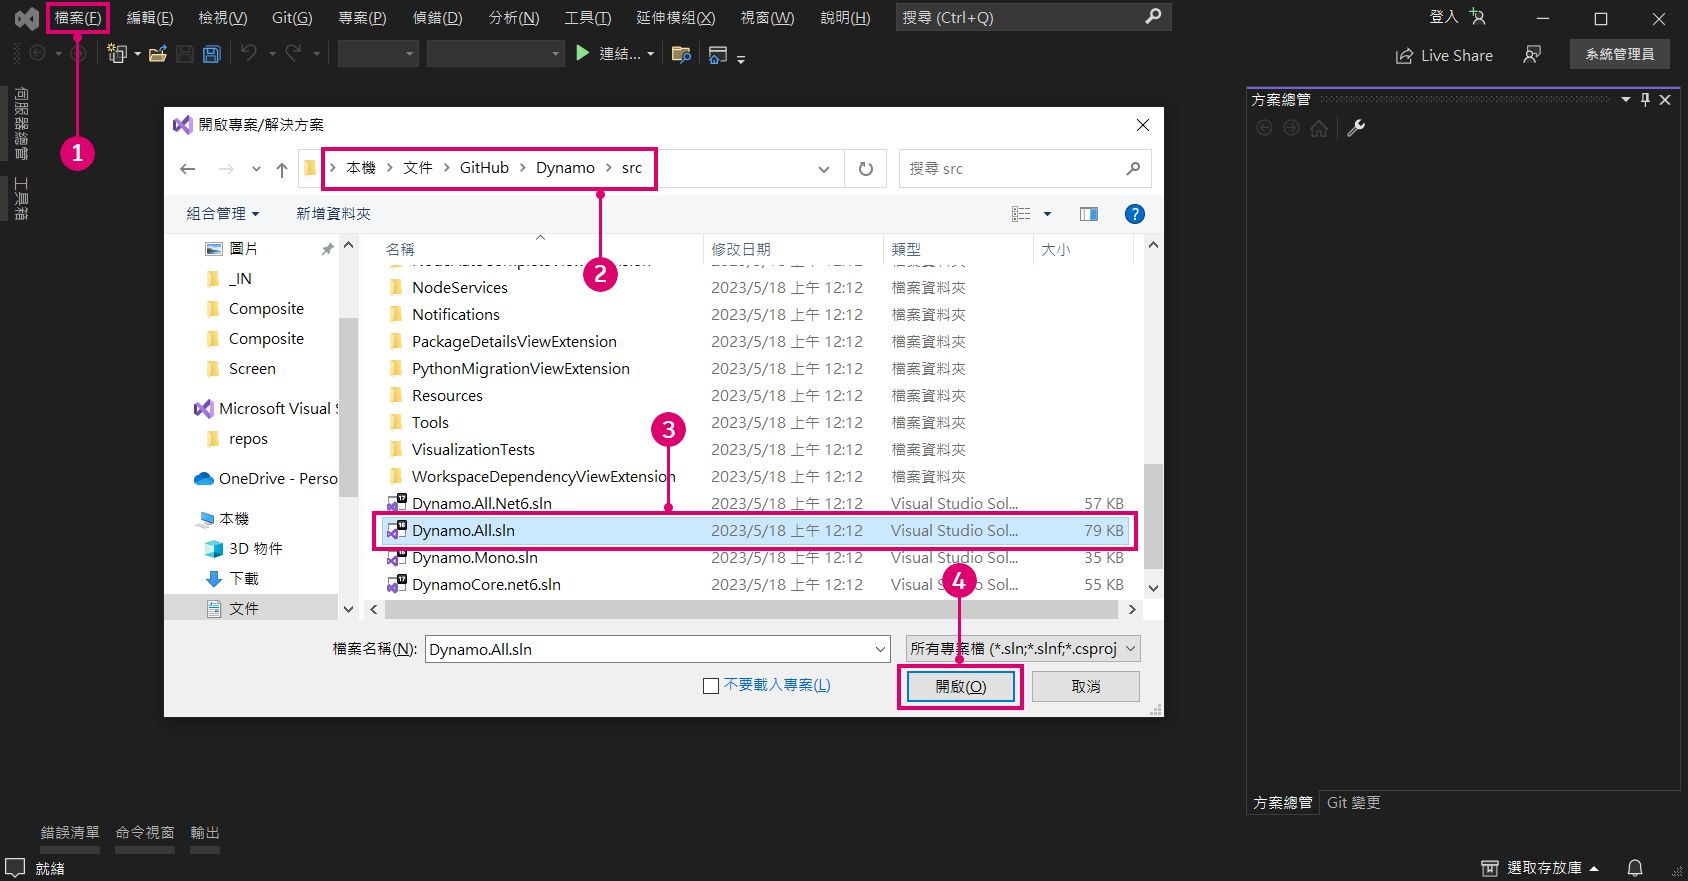 檔案(F) 編輯(E) 檢視(V) Git(G) 專案(P) 偵錯(D) 分析(N) 工具(T) 延伸模組(X) 視窗(W) 說明(H) 搜尋 (Ctrl+Q) 登入
連結... Live Share 系統管理員
伺服器總管
工具箱
1
方案總管
開啟專案/解決方案
本機 文件 GitHub Dynamo src 搜尋 src
組合管理 新增資料夾
2
名稱 修改日期 類型 大小
圖片
_IN
Composite
Composite
Screen
Microsoft Visual S
repos
OneDrive - Perso
本機
3D 物件
下載
文件
NodeServices 2023/5/18 上午 12:12 檔案資料夾
Notifications 2023/5/18 上午 12:12 檔案資料夾
PackageDetailsViewExtension 2023/5/18 上午 12:12 檔案資料夾
PythonMigrationViewExtension 2023/5/18 上午 12:12 檔案資料夾
Resources 2023/5/18 上午 12:12 檔案資料夾
Tools 2023/5/18 上午 12:12 檔案資料夾
3
VisualizationTests 2023/5/18 上午 12:12 檔案資料夾
WorkspaceDependencyViewExtension 2023/5/18 上午 12:12 檔案資料夾
Dynamo.All.Net6.sln 2023/5/18 上午 12:12 Visual Studio Sol... 57 KB
Dynamo.All.sln 2023/5/18 上午 12:12 Visual Studio Sol... 79 KB
Dynamo.Mono.sln 2023/5/18 上午 12:12 Visual Studio Sol... 35 KB
DynamoCore.net6.sln 2023/5/18 上午 12:12 Visual Studio Sol... 55 KB
4
檔案名稱(N): Dynamo.All.sln 所有專案檔 (*.sln;*.slnf;*.csproj
不要載入專案(L) 開啟(O) 取消
方案總管 Git 變更
錯誤清單 命令視窗 輸出
就緒 選取存放庫